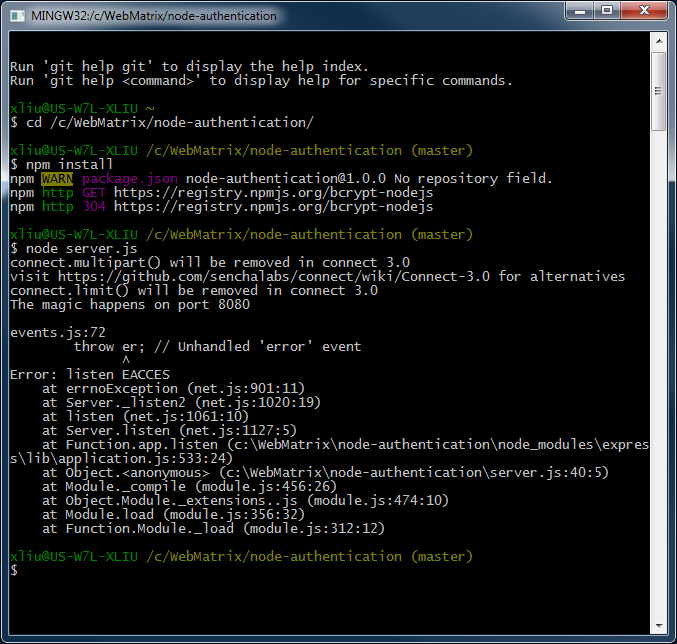 MINGW32:/c/WebMatrix/node-authentication
Run 'git help git' to display the help index.
Run 'git help <command>' to display help for specific commands.
xliu@US-W7L-XLIU ~
$ cd /c/WebMatrix/node-authentication/
xliu@US-W7L-XLIU /c/WebMatrix/node-authentication (master)
$ npm install
npm WARN package.json node-authentication@1.0.0 No repository field.
npm http GET https://registry.npmjs.org/bcrypt-nodejs
npm http 304 https://registry.npmjs.org/bcrypt-nodejs
xliu@US-W7L-XLIU /c/WebMatrix/node-authentication (master)
$ node server.js
connect.multipart() will be removed in connect 3.0
visit https://github.com/senchalabs/connect/wiki/Connect-3.0 for alternatives
connect.limit() will be removed in connect 3.0
The magic happens on port 8080
events.js:72
        throw er; // Unhandled 'error' event
              ^
Error: listen EACCES
    at errnoException (net.js:901:11)
    at Server._listen2 (net.js:1020:19)
    at listen (net.js:1061:10)
    at Server.listen (net.js:1127:5)
    at Function.app.listen (c:\WebMatrix\node-authentication\node_modules\expres
s\lib\application.js:533:24)
    at Object.<anonymous> (c:\WebMatrix\node-authentication\server.js:40:5)
    at Module._compile (module.js:456:26)
    at Object.Module._extensions..js (module.js:474:10)
    at Module.load (module.js:356:32)
    at Function.Module._load (module.js:312:12)
xliu@US-W7L-XLIU /c/WebMatrix/node-authentication (master)
$